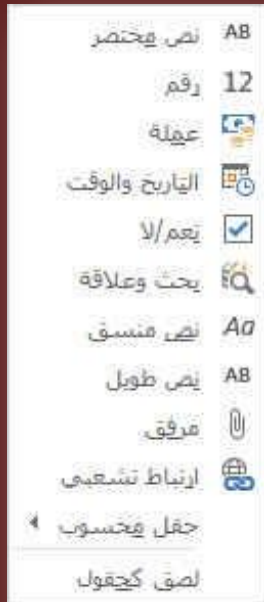 نص مختصر AB
رقم 12
عملة
التاريخ والوقت
نعم/لا
بحث وعلاقة
نص منسق Aa
نص طويل AB
مرفق
ارتباط تشعبي
حقل محسوب
لصق كحقول